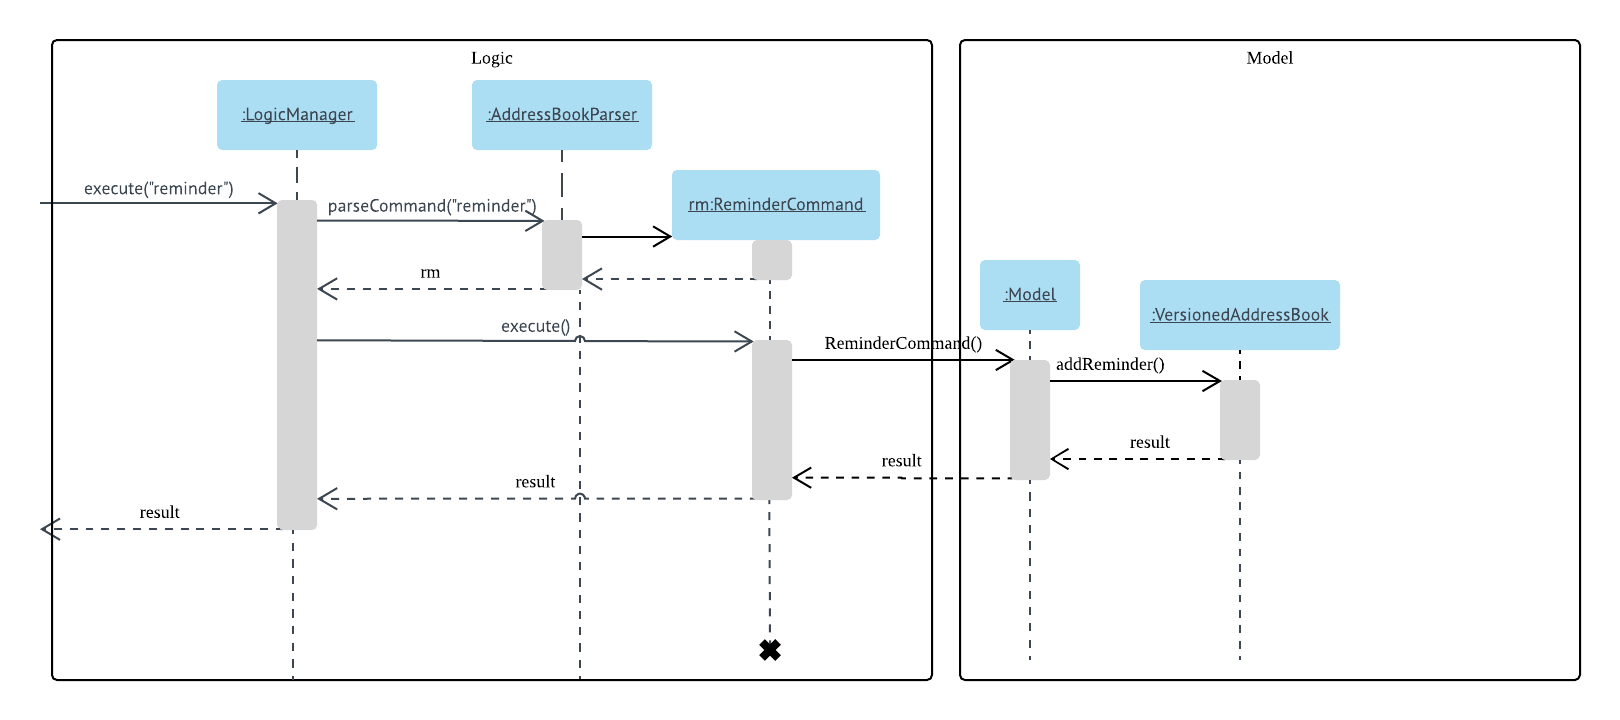 Logic
Model
:LogicManager
:AddressBookParser
execute("reminder")
parseCommand("reminder")
rm:ReminderCommand
rm
:Model
:VersionedAddressBook
execute()
ReminderCommand()
addReminder()
result
result
result
result